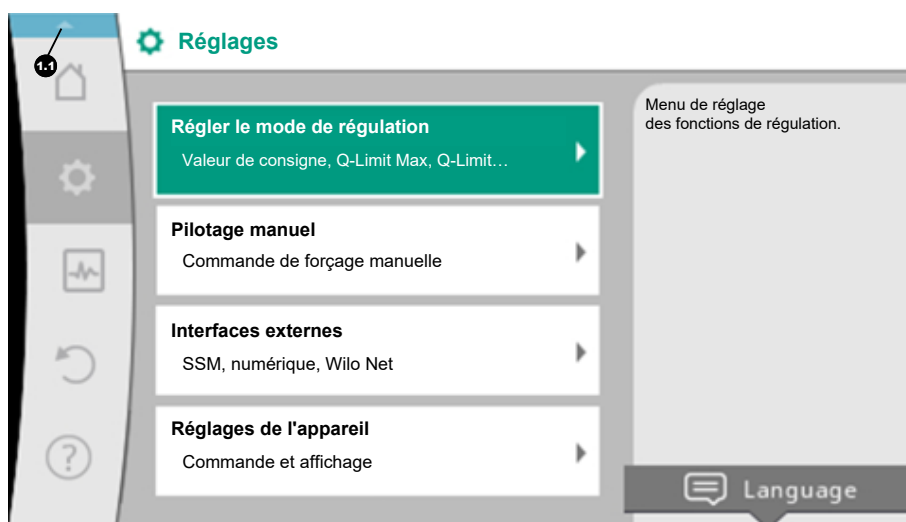 Réglages
1.1
Régler le mode de régulation
Valeur de consigne, Q-Limit Max, Q-Limit…
Pilotage manuel
Commande de forçage manuelle
Interfaces externes
SSM, numérique, Wilo Net
Réglages de l'appareil
Commande et affichage
Menu de réglage
des fonctions de régulation.
?
Language